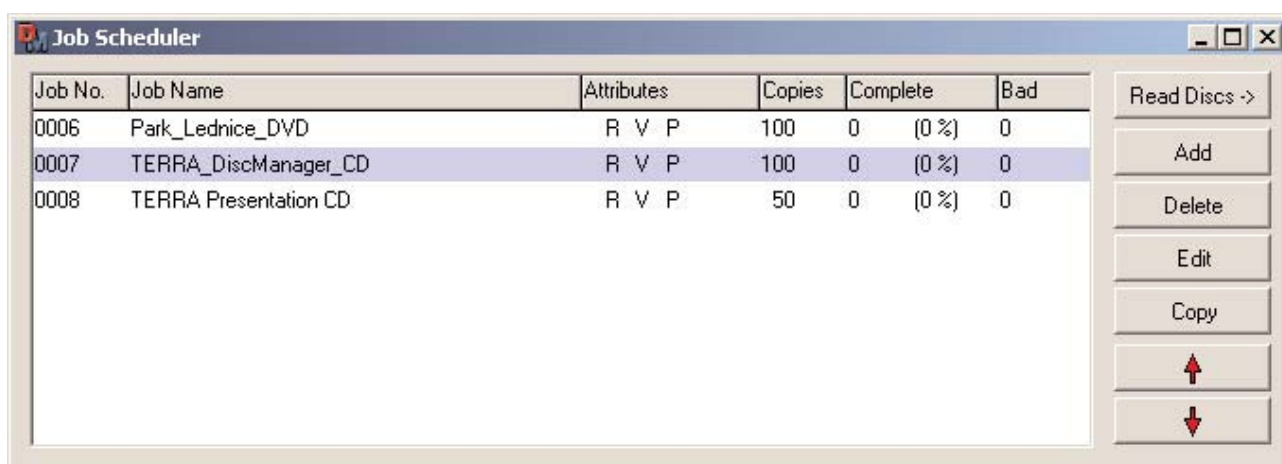 Job Scheduler
Job No. Job Name Attributes Copies Complete Bad
0006 Park_Lednice_DVD R V P 100 0 (0 %) 0
0007 TERRA_DiscManager_CD R V P 100 0 (0 %) 0
0008 TERRA Presentation CD R V P 50 0 (0 %) 0
Read Discs ->
Add
Delete
Edit
Copy